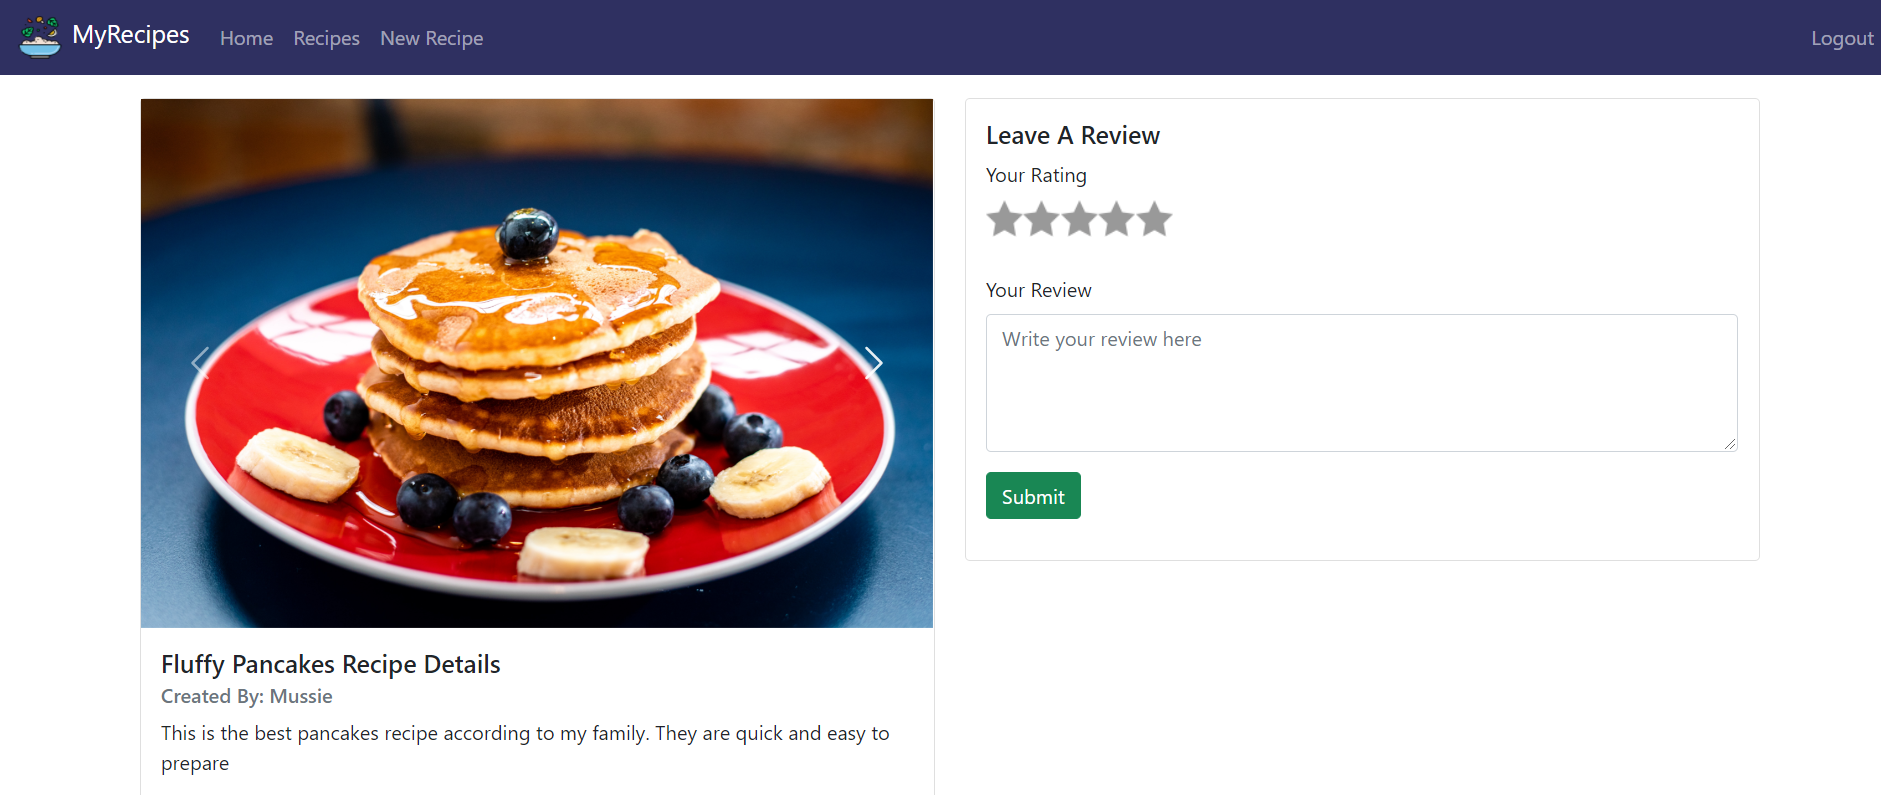 MyRecipes Home Recipes New Recipe Logout
Leave A Review
Your Rating
Your Review
Write your review here
Submit
Fluffy Pancakes Recipe Details
Created By: Mussie
This is the best pancakes recipe according to my family. They are quick and easy to
prepare